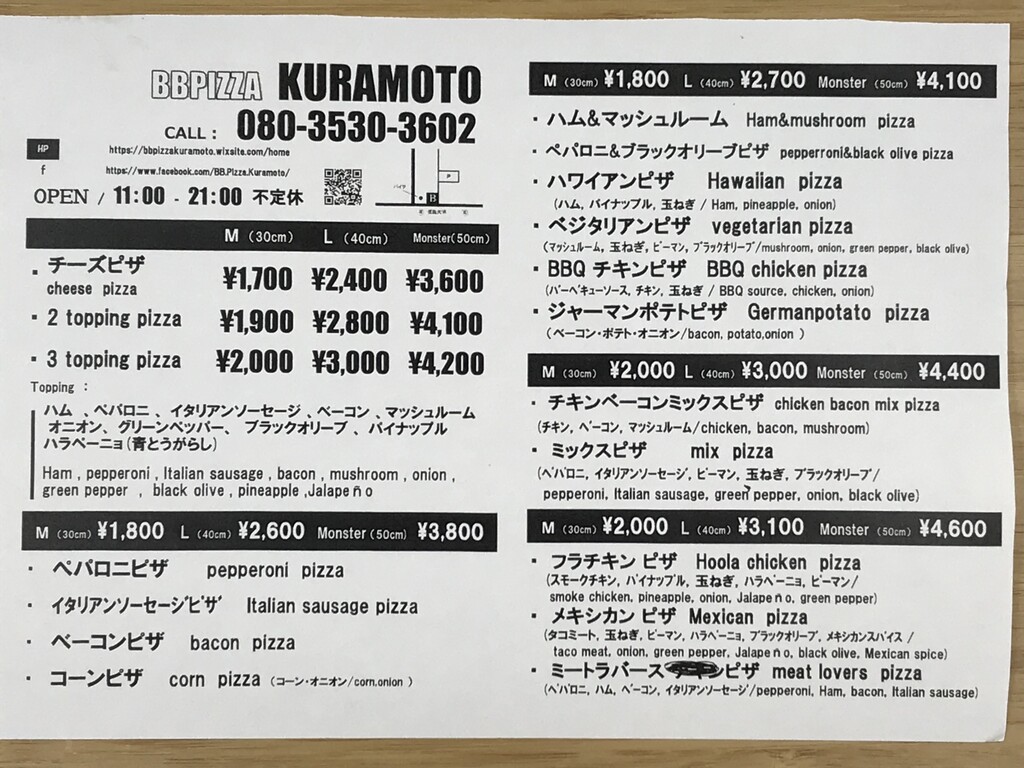 BBPIZZA KURAMOTO
CALL : 080-3530-3602
HP https://bbpizzakuramoto.wixsite.com/home
f https://www.facebook.com/BB.Pizza.Kuramoto/
OPEN / 11:00 - 21:00 不定休
P
B
M (30cm) L (40cm) Monster(50cm)
・チーズピザ ¥1,700 ¥2,400 ¥3,600
cheese pizza
・2 topping pizza ¥1,900 ¥2,800 ¥4,100
・3 topping pizza ¥2,000 ¥3,000 ¥4,200
Topping :
ハム 、ペパロニ 、イタリアンソーセージ 、ベーコン 、マッシュルーム
オニオン、グリーンペッパー、 ブラックオリーブ 、パイナップル
ハラペーニョ(青とうがらし)
Ham , pepperoni , Italian sausage , bacon , mushroom , onion ,
green pepper , black olive , pineapple ,Jalapeño
M (30cm) ¥1,800 L (40cm) ¥2,600 Monster (50cm) ¥3,800
・ ペパロニピザ pepperoni pizza
・ イタリアンソーセージピザ Italian sausage pizza
・ ベーコンピザ bacon pizza
・ コーンピザ corn pizza (コーン・オニオン/corn,onion )
M (30cm) ¥1,800 L (40cm) ¥2,700 Monster (50cm) ¥4,100
・ハム&マッシュルーム Ham&mushroom pizza
・ペパロニ&ブラックオリーブピザ pepperroni&black olive pizza
・ハワイアンピザ Hawaiian pizza
(ハム, パイナップル, 玉ねぎ / Ham, pineapple, onion)
・ベジタリアンピザ vegetarian pizza
(マッシュルーム, 玉ねぎ, ピーマン, ブラックオリーブ/mushroom, onion, green pepper, black olive)
・BBQ チキンピザ BBQ chicken pizza
(バーベキューソース, チキン, 玉ねぎ / BBQ source, chicken, onion)
・ジャーマンポテトピザ Germanpotato pizza
(ベーコン・ポテト・オニオン/bacon, potato,onion )
M (30cm) ¥2,000 L (40cm) ¥3,000 Monster (50cm) ¥4,400
・チキンベーコンミックスピザ chicken bacon mix pizza
(チキン, ベーコン, マッシュルーム/chicken, bacon, mushroom)
・ミックスピザ mix pizza
(ペパロニ, イタリアンソーセージ, ピーマン, 玉ねぎ, ブラックオリーブ/
pepperoni, Italian sausage, green pepper, onion, black olive)
M (30cm) ¥2,000 L (40cm) ¥3,100 Monster (50cm) ¥4,600
・ フラチキン ピザ Hoola chicken pizza
(スモークチキン, パイナップル, 玉ねぎ, ハラペーニョ, ピーマン/
smoke chicken, pineapple, onion, Jalapeño, green pepper)
・ メキシカン ピザ Mexican pizza
(タコミート, 玉ねぎ, ピーマン, ハラペーニョ, ブラックオリーブ, メキシカンスパイス /
taco meat, onion, green pepper, Jalapeño, black olive, Mexican spice)
・ ミートラバース ピザ meat lovers pizza
(ペパロニ, ハム, ベーコン, イタリアンソーセージ/pepperoni, Ham, bacon, Italian sausage)